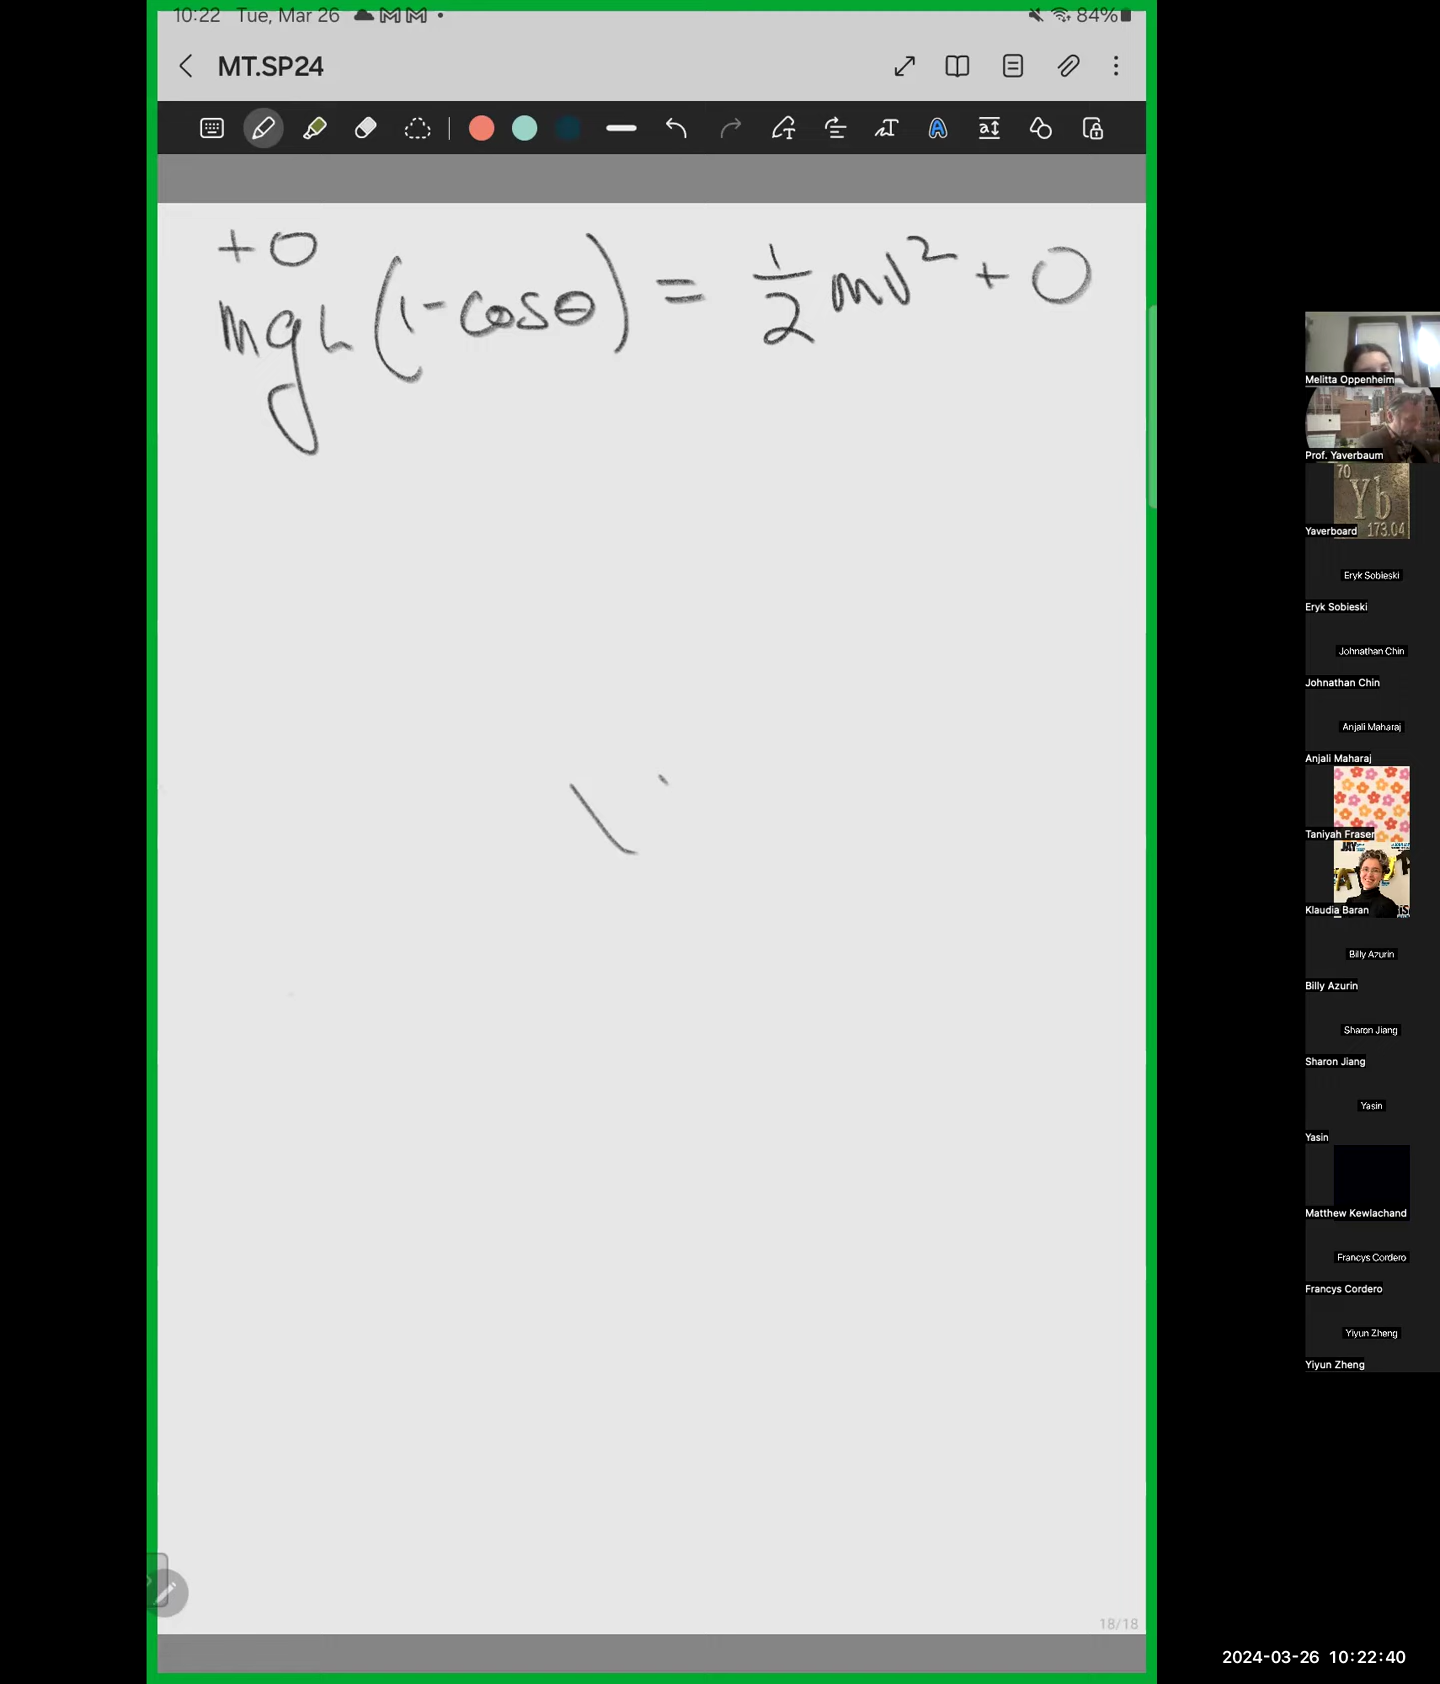 10:22 Tue, Mar 26
84%
MT.SP24
+0
mgL(1-cosθ) = 1/2 mv² + 0
18/18
Melitta Oppenheim
Prof. Yaverbaum
70
Yb
173.04
Yaverboard
Eryk Sobieski
Eryk Sobieski
Johnathan Chin
Johnathan Chin
Anjali Maharaj
Anjali Maharaj
Taniyah Fraser
JAY
Klaudia Baran
Billy Azurin
Billy Azurin
Sharon Jiang
Sharon Jiang
Yasin
Yasin
Matthew Kewlachand
Francys Cordero
Francys Cordero
Yiyun Zheng
Yiyun Zheng
2024-03-26 10:22:40